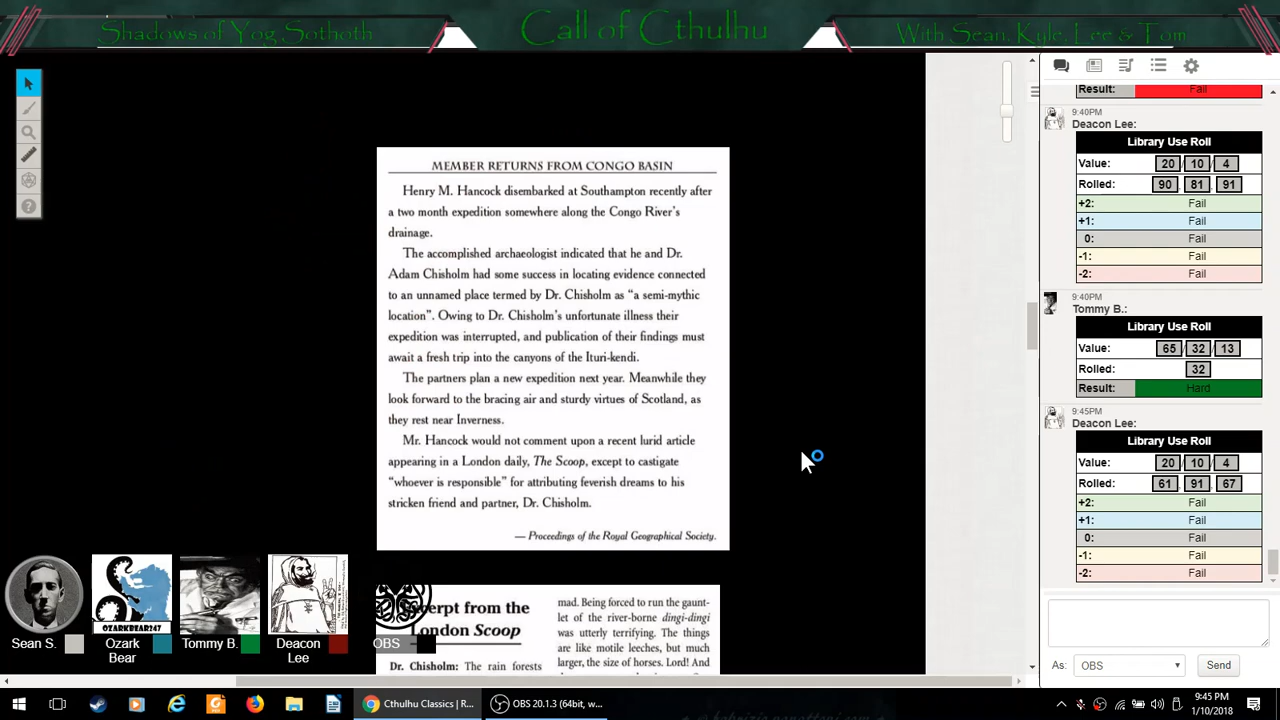 Shadows of Yog Sothoth
Call of Cthulhu
With Sean, Kyle, Lee & Tom
MEMBER RETURNS FROM CONGO BASIN
Henry M. Hancock disembarked at Southampton recently after
a two month expedition somewhere along the Congo River's
drainage.
The accomplished archaeologist indicated that he and Dr.
Adam Chisholm had some success in locating evidence connected
to an unnamed place termed by Dr. Chisholm as “a semi-mythic
location”. Owing to Dr. Chisholm's unfortunate illness their
expedition was interrupted, and publication of their findings must
await a fresh trip into the canyons of the Ituri-kendi.
The partners plan a new expedition next year. Meanwhile they
look forward to the bracing air and sturdy virtues of Scotland, as
they rest near Inverness.
Mr. Hancock would not comment upon a recent lurid article
appearing in a London daily, The Scoop, except to castigate
“whoever is responsible” for attributing feverish dreams to his
stricken friend and partner, Dr. Chisholm.
— Proceedings of the Royal Geographical Society.
Excerpt from the
London Scoop
Dr. Chisholm: The rain forests
mad. Being forced to run the gaunt-
let of the river-borne dingi-dingi
was utterly terrifying. The things
are like motile leeches, but much
larger, the size of horses. Lord! And
Sean S.
OZARKBEAR247
Ozark
Bear
Tommy B.
Deacon
Lee
OBS
Result: Fail
9:40PM
Deacon Lee:
Library Use Roll
Value: 20 10 4
Rolled: 90 81 91
+2: Fail
+1: Fail
0: Fail
-1: Fail
-2: Fail
9:40PM
Tommy B.:
Library Use Roll
Value: 65 32 13
Rolled: 32
Result: Hard
9:45PM
Deacon Lee:
Library Use Roll
Value: 20 10 4
Rolled: 61 91 67
+2: Fail
+1: Fail
0: Fail
-1: Fail
-2: Fail
As: OBS Send
Cthulhu Classics | R...
OBS 20.1.3 (64bit, w...
9:45 PM
1/10/2018